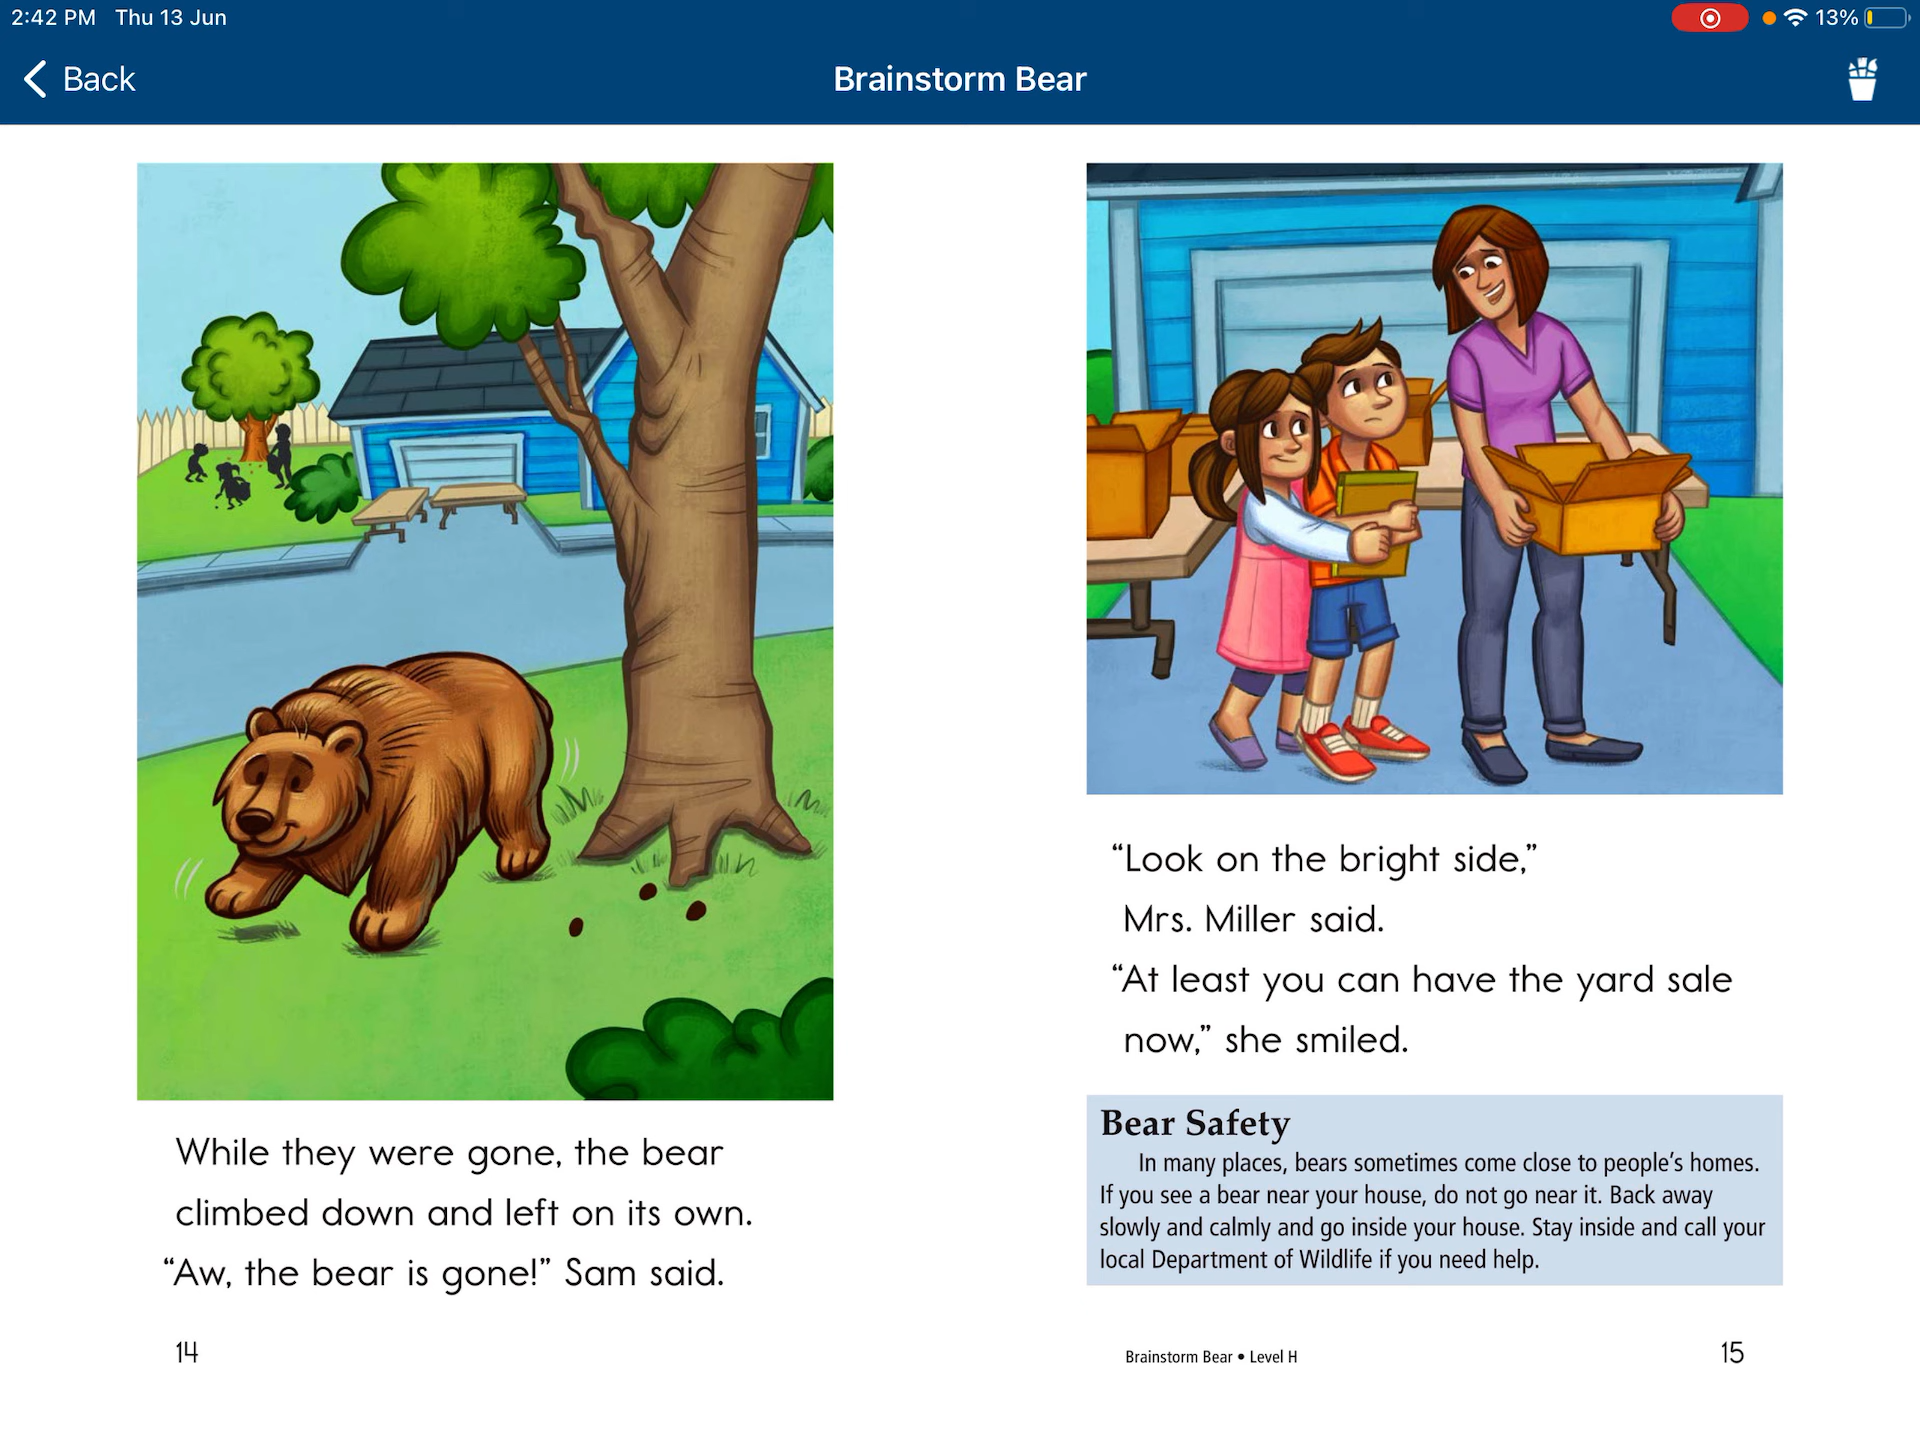 2:42 PM Thu 13 Jun
13%
Back
Brainstorm Bear
While they were gone, the bear
climbed down and left on its own.
“Aw, the bear is gone!” Sam said.
14
“Look on the bright side,”
Mrs. Miller said.
“At least you can have the yard sale
now,” she smiled.
Bear Safety
In many places, bears sometimes come close to people’s homes.
If you see a bear near your house, do not go near it. Back away
slowly and calmly and go inside your house. Stay inside and call your
local Department of Wildlife if you need help.
Brainstorm Bear • Level H
15